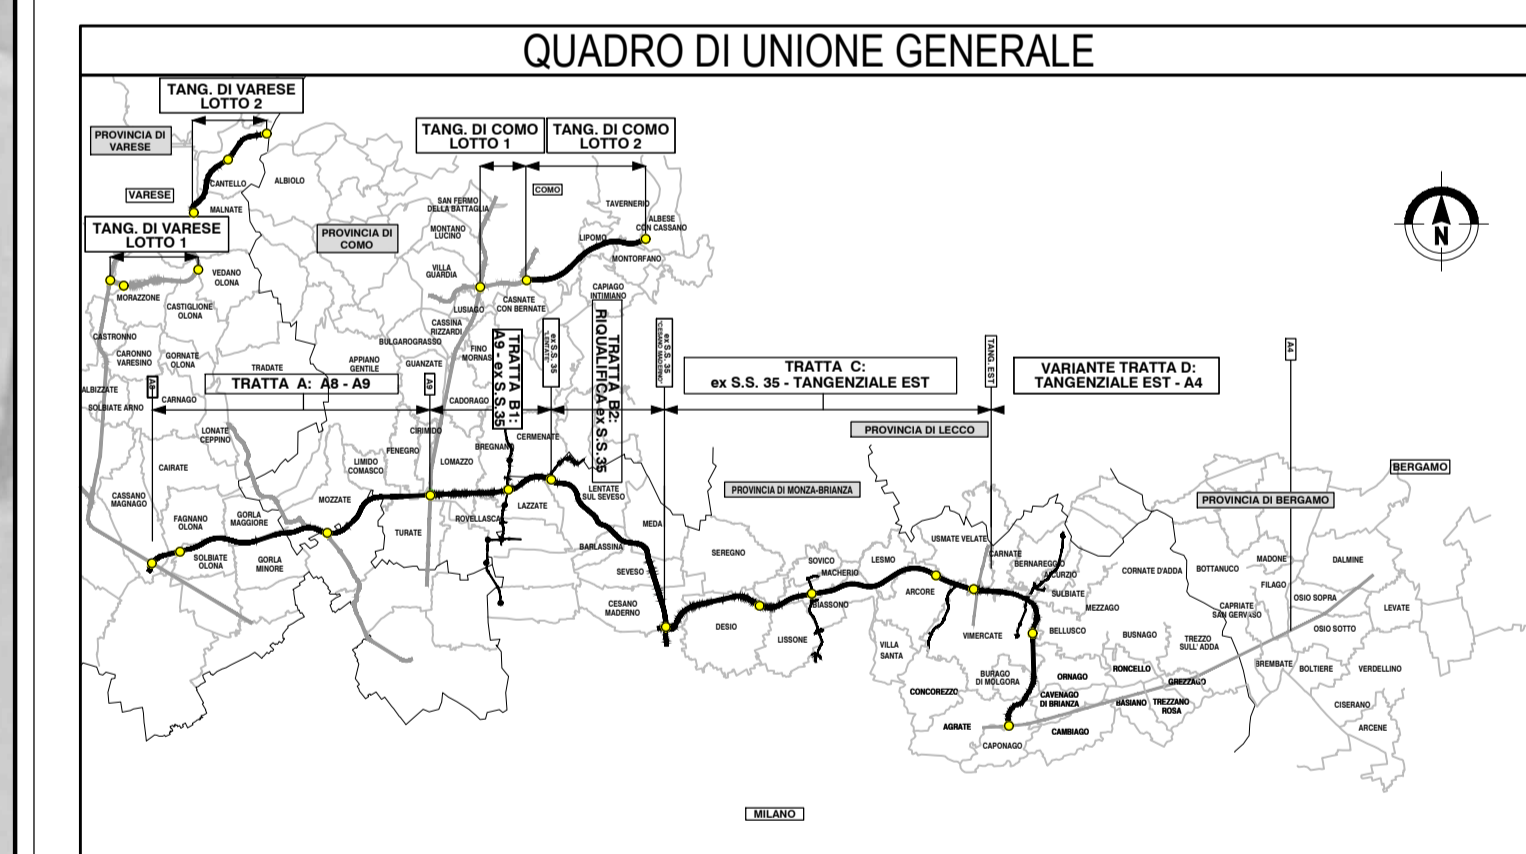 QUADRO DI UNIONE GENERALE
TANG. DI VARESE
LOTTO 2
PROVINCIA DI
VARESE
TANG. DI COMO
LOTTO 1
TANG. DI COMO
LOTTO 2
CANTELLO
ALBIOLO
VARESE
MALNATE
COMO
SAN FERMO
DELLA BATTAGLIA
TAVERNERIO
ALBESE
CON CASSANO
TANG. DI VARESE
LOTTO 1
PROVINCIA DI
COMO
MONTANO
LUCINO
LIPOMO
MONTORFANO
N
VILLA
GUARDIA
VEDANO
OLONA
MORAZZONE
CASTIGLIONE
OLONA
CAPIAGO
INTIMIANO
LUSIAGO
CASNATE
CON BERNATE
CASSINA
RIZZARDI
CASTRONNO
BULGAROGRASSO
FINO
MORNAS
CARONNO
VARESINO
GORNATE
OLONA
TRADATE
APPIANO
GENTILE
GUANZATE
TRATTA B1:
A9 - ex S.S.35
ex S.S. 35
"LENTATE"
TRATTA B2:
RIQUALIFICA ex S.S.35
ex S.S. 35
"CESANO MADERNO"
TRATTA C:
ex S.S. 35 - TANGENZIALE EST
TANG. EST
VARIANTE TRATTA D:
TANGENZIALE EST - A4
A4
ALBIZZATE
A8
TRATTA A: A8 - A9
A9
SOLBIATE ARNO
CARNAGO
CADORAGO
LONATE
CEPPINO
CIRIMIDO
CERMENATE
PROVINCIA DI LECCO
FENEGRO
BREGNANO
CAIRATE
LIMIDO
COMASCO
LOMAZZO
BERGAMO
CASSANO
MAGNAGO
MOZZATE
LENTATE
SUL SEVESO
PROVINCIA DI MONZA-BRIANZA
PROVINCIA DI BERGAMO
LAZZATE
FAGNANO
OLONA
GORLA
MAGGIORE
ROVELLASCA
MEDA
TURATE
BARLASSINA
SEREGNO
USMATE VELATE
SOLBIATE
OLONA
GORLA
MINORE
SOVICO
LESMO
CARNATE
BERNAREGGIO
MADONE
DALMINE
SEVESO
MACHERIO
CORNATE D'ADDA
BOTTANUCO
FILAGO
ARCORE
SULBIATE
OSIO SOPRA
CESANO
MADERNO
BIASSONO
MEZZAGO
CAPRIATE
SAN GERVASO
LEVATE
DESIO
LISSONE
VIMERCATE
BELLUSCO
BUSNAGO
TREZZO
SULL' ADDA
OSIO SOTTO
VILLA
SANTA
BURAGO
DI MOLGORA
RONCELLO
BREMBATE
BOLTIERE
VERDELLINO
ORNAGO
GREZZAGO
CONCOREZZO
CAVENAGO
DI BRIANZA
BASIANO
TREZZANO
ROSA
CISERANO
AGRATE
CAMBIAGO
ARCENE
CAPONAGO
MILANO